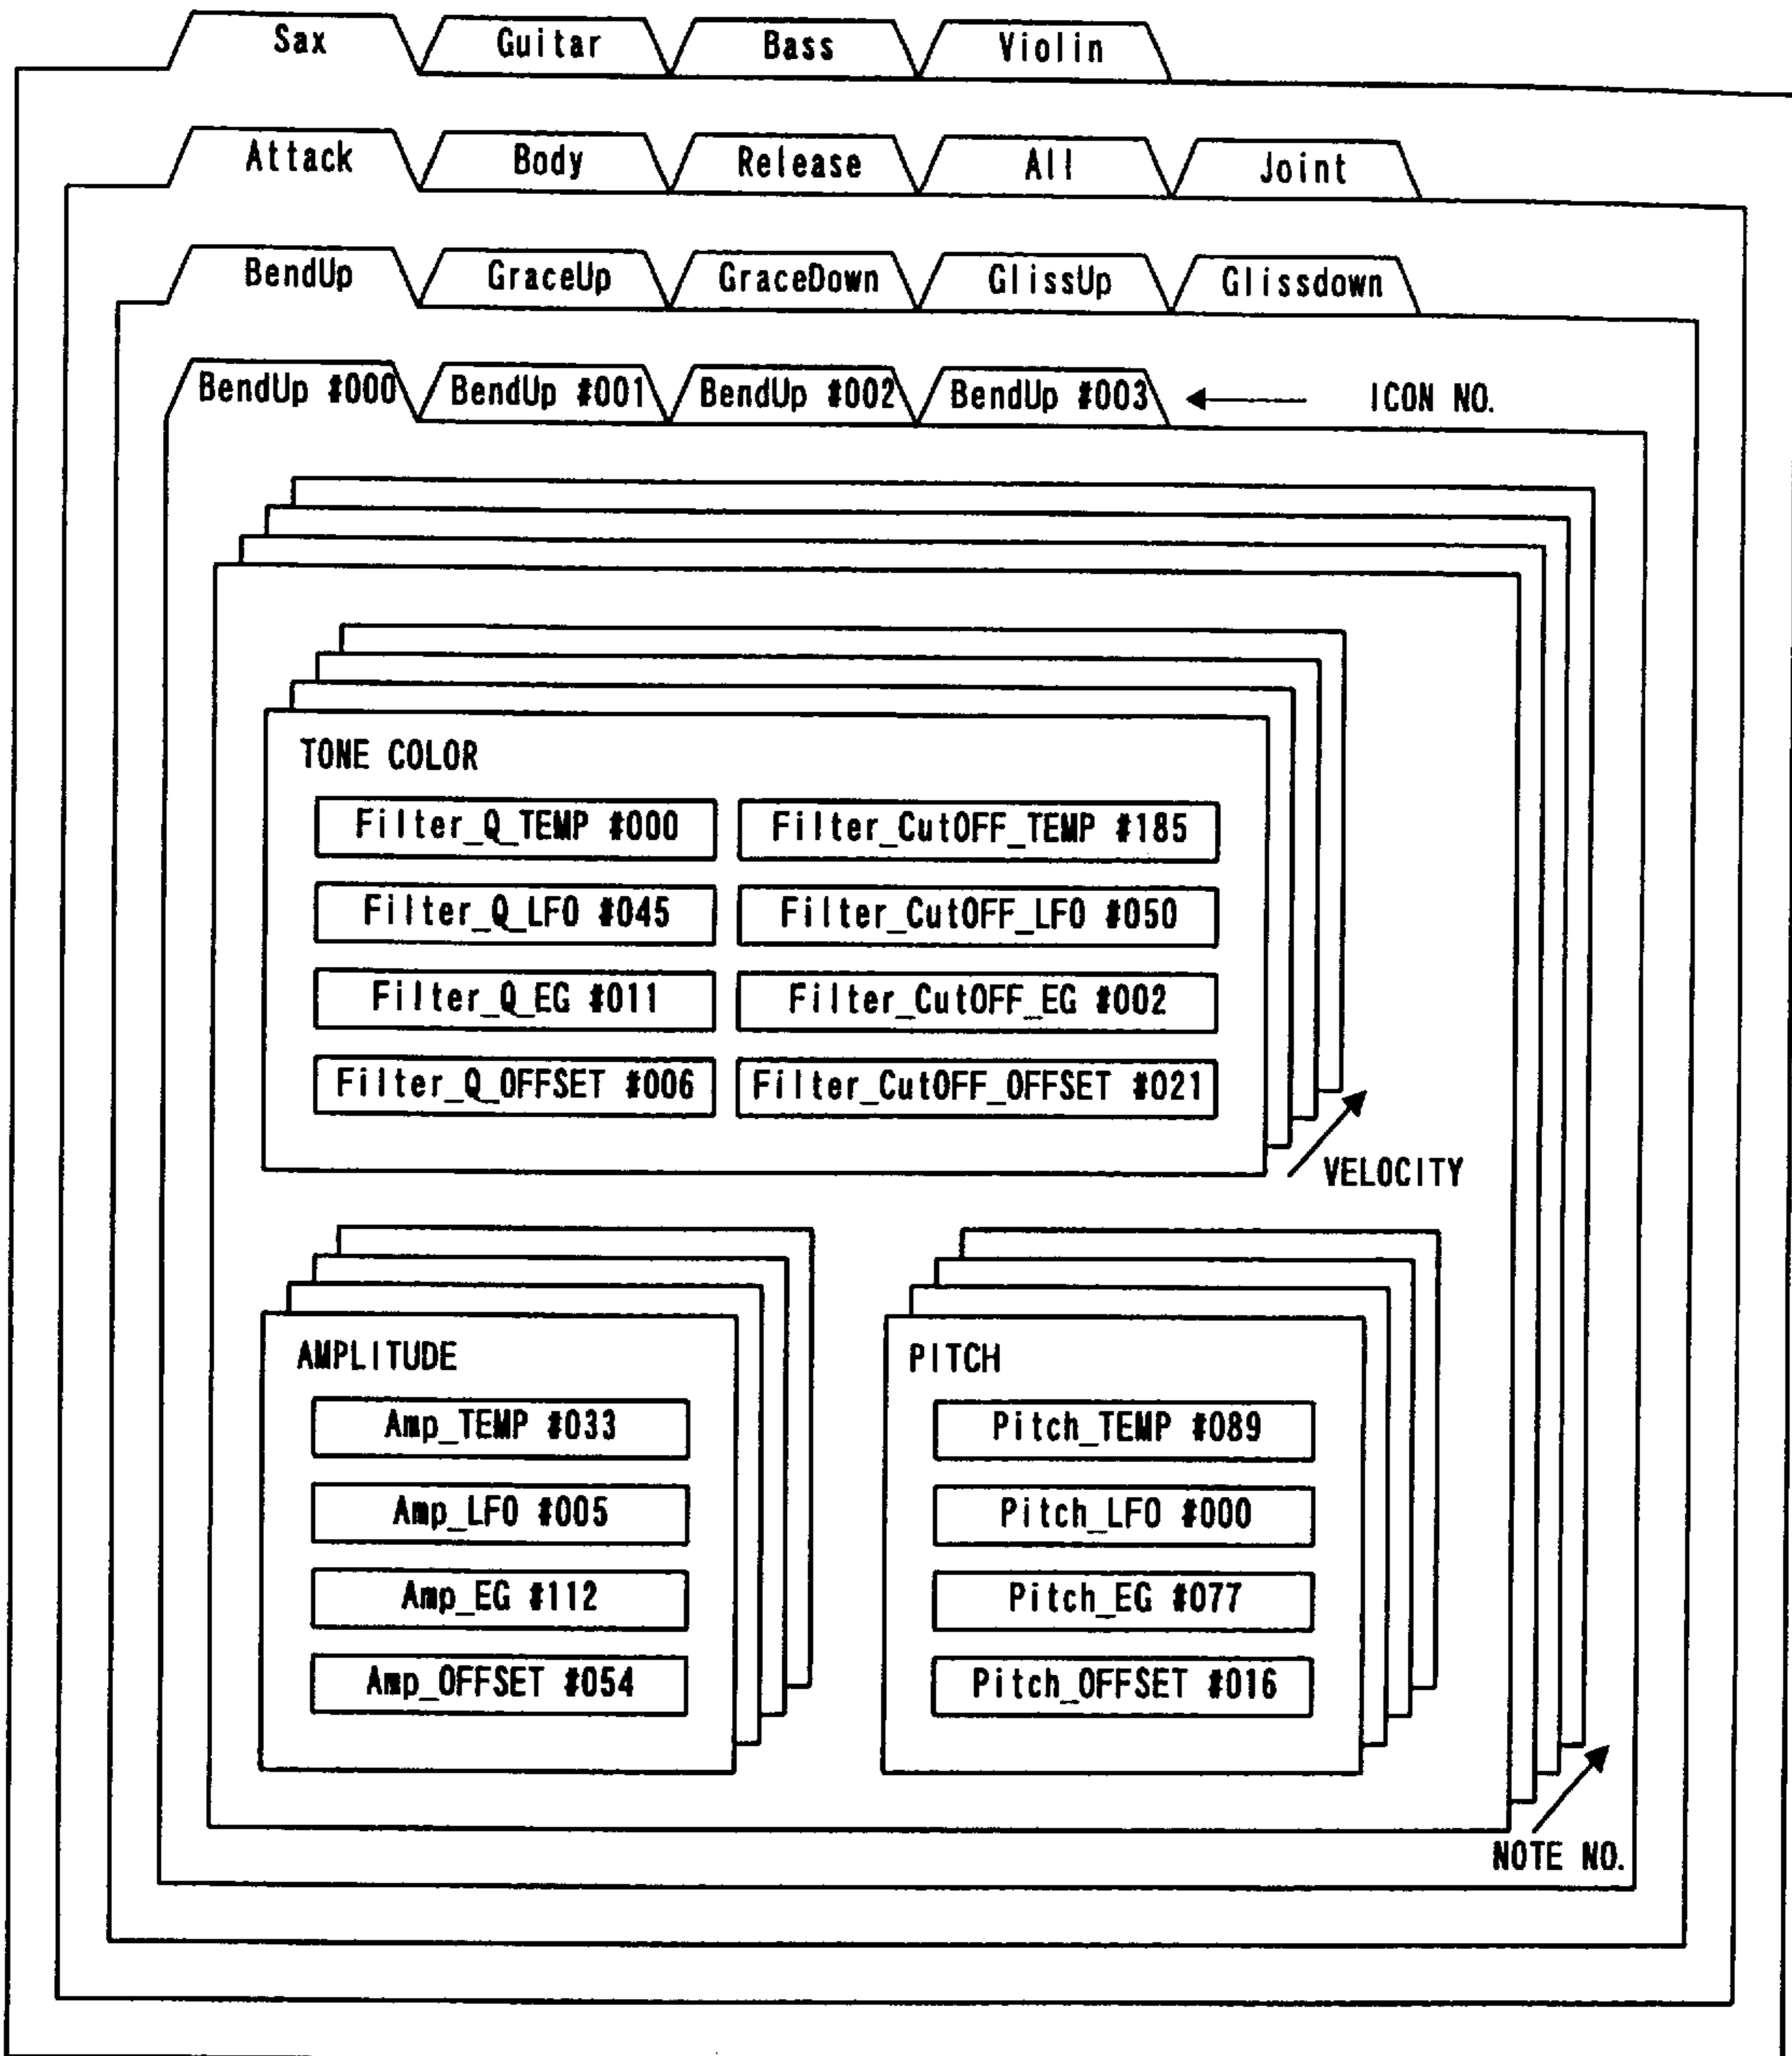 Sax Guitar Bass Violin
Attack Body Release All Joint
BendUp GraceUp GraceDown GlissUp Glissdown
BendUp #000 BendUp #001 BendUp #002 BendUp #003 ICON NO.
TONE COLOR
Filter_Q_TEMP #000 Filter_CutOFF_TEMP #185
Filter_Q_LFO #045 Filter_CutOFF_LFO #050
Filter_Q_EG #011 Filter_CutOFF_EG #002
Filter_Q_OFFSET #006 Filter_CutOFF_OFFSET #021
VELOCITY
AMPLITUDE
Amp_TEMP #033
Amp_LFO #005
Amp_EG #112
Amp_OFFSET #054
PITCH
Pitch_TEMP #089
Pitch_LFO #000
Pitch_EG #077
Pitch_OFFSET #016
NOTE NO.